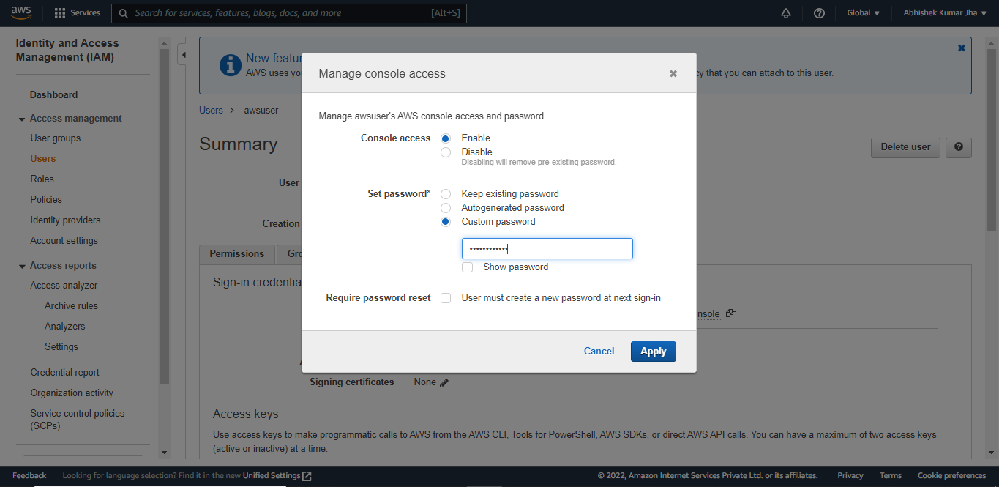 aws
Services
Search for services, features, blogs, docs, and more
[Alt+S]
Global
Abhishek Kumar Jha
Identity and Access
Management (IAM)
Dashboard
Access management
User groups
Users
Roles
Policies
Identity providers
Account settings
Access reports
Access analyzer
Archive rules
Analyzers
Settings
Credential report
Organization activity
Service control policies
(SCPs)
New featur
AWS uses yo
cy that you can attach to this user.
Users > awsuser
Summary
Delete user
User
Creation
Permissions
Gro
Sign-in credentia
nsole
Manage console access
Manage awsuser's AWS console access and password.
Console access
Enable
Disable
Disabling will remove pre-existing password.
Set password*
Keep existing password
Autogenerated password
Custom password
••••••••••••
Show password
Require password reset
User must create a new password at next sign-in
Cancel
Apply
Signing certificates
None
Access keys
Use access keys to make programmatic calls to AWS from the AWS CLI, Tools for PowerShell, AWS SDKs, or direct AWS API calls. You can have a maximum of two access keys
(active or inactive) at a time.
Feedback
Looking for language selection? Find it in the new Unified Settings
© 2022, Amazon Internet Services Private Ltd. or its affiliates.
Privacy
Terms
Cookie preferences